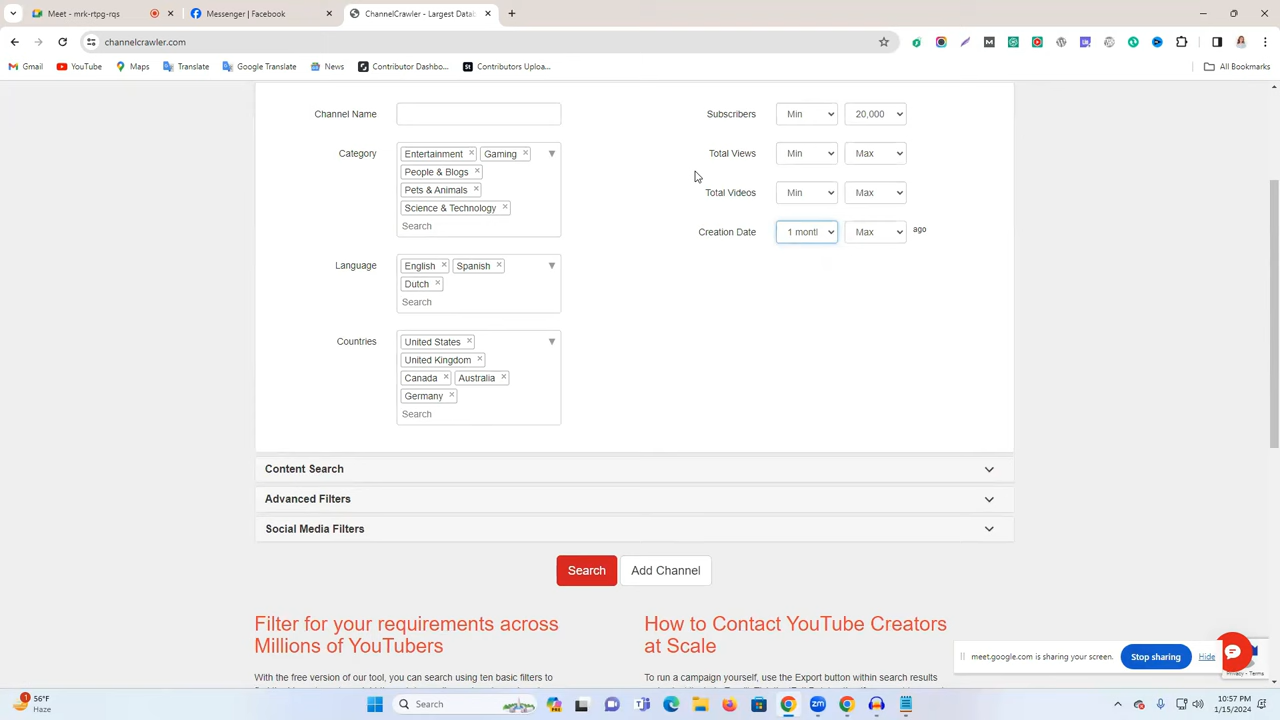 Meet - mrk-rpg-rqs
Messenger | Facebook
ChannelCrawler - Largest Datab
channelcrawler.com
Gmail
YouTube
Maps
Translate
Google Translate
News
Contributor Dashbo...
Contributors Uploa...
All Bookmarks
Channel Name
Subscribers
Min
20,000
Category
Entertainment
Gaming
People & Blogs
Pets & Animals
Science & Technology
Search
Total Views
Min
Max
Total Videos
Min
Max
Creation Date
1 montl
Max
ago
Language
English
Spanish
Dutch
Search
Countries
United States
United Kingdom
Canada
Australia
Germany
Search
Content Search
Advanced Filters
Social Media Filters
Search
Add Channel
Filter for your requirements across
Millions of YouTubers
How to Contact YouTube Creators
at Scale
With the free version of our tool, you can search using ten basic filters to
To run a campaign yourself, use the Export button within search results
meet.google.com is sharing your screen.
Stop sharing
Hide
1
56°F
Haze
Search
10:57 PM
1/15/2024